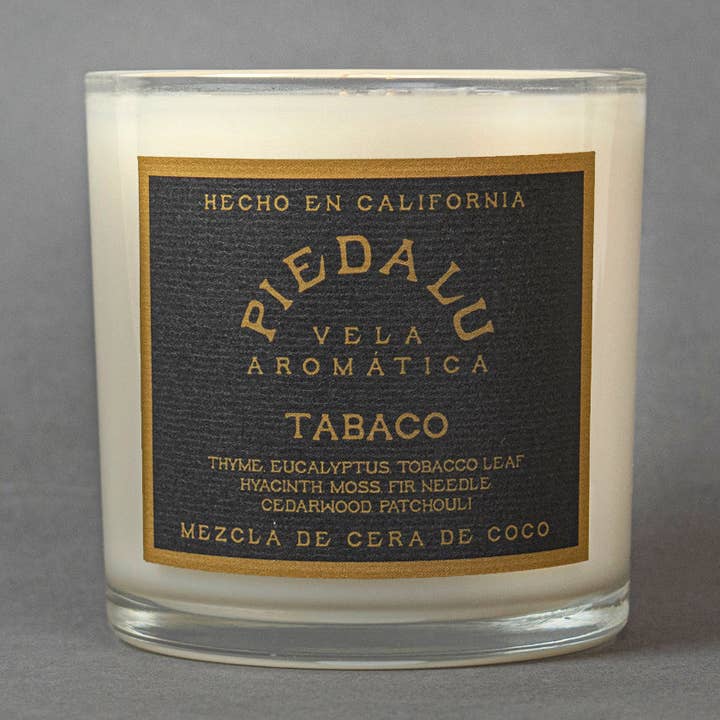 HECHO EN CALIFORNIA
PIEDALU
VELA
AROMÁTICA
TABACO
THYME, EUCALYPTUS, TOBACCO LEAF
HYACINTH MOSS, FIR NEEDLE
CEDARWOOD PATCHOULI
MEZCLA DE CERA DE COCO